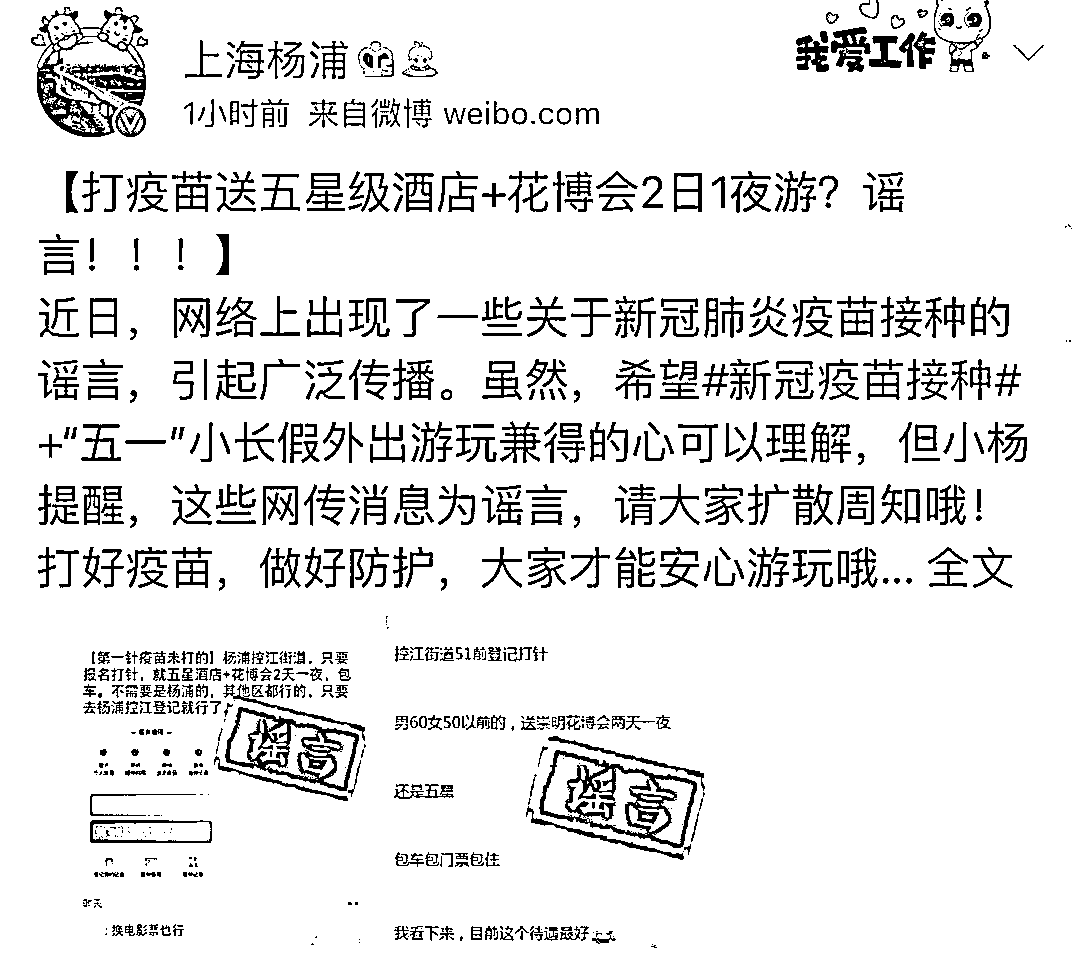 上海杨浦
我爱工作
1小时前 来自微博 weibo.com
【打疫苗送五星级酒店+花博会2日1夜游？谣
言！！！】
近日，网络上出现了一些关于新冠肺炎疫苗接种的
谣言，引起广泛传播。虽然，希望#新冠疫苗接种#
+“五一”小长假外出游玩兼得的心可以理解，但小杨
提醒，这些网传消息为谣言，请大家扩散周知哦！
打好疫苗，做好防护，大家才能安心游玩哦... 全文
【第一针疫苗未打的】杨浦控江街道，只要
报名打针，就五星酒店+花博会2天一夜，包
车。不需要是杨浦的，其他区都行的，只要
去杨浦控江登记就行了
谣言
昨天
：换电影票也行
控江街道51前登记打针
男60女50以前的，送崇明花博会两天一夜
还是五星
谣言
包车包门票包住
我看下来，目前这个待遇最好